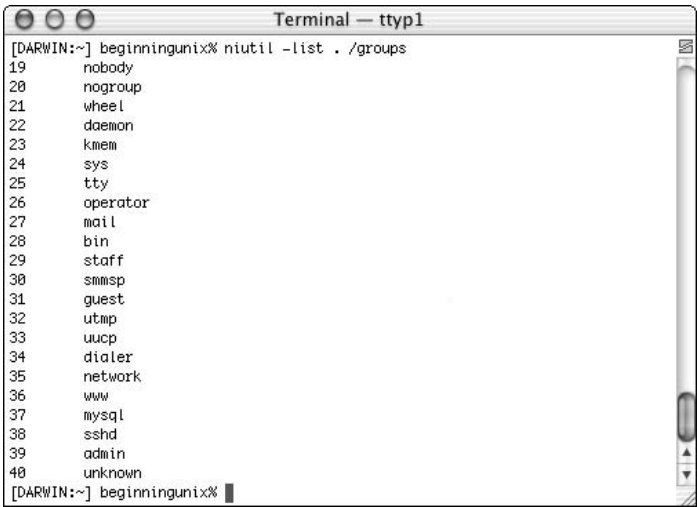 Terminal — ttyp1
[DARWIN:~] beginningunix% niutil -list . /groups
19 nobody
20 nogroup
21 wheel
22 daemon
23 kmem
24 sys
25 tty
26 operator
27 mail
28 bin
29 staff
30 smmsp
31 guest
32 utmp
33 uucp
34 dialer
35 network
36 www
37 mysql
38 sshd
39 admin
40 unknown
[DARWIN:~] beginningunix%